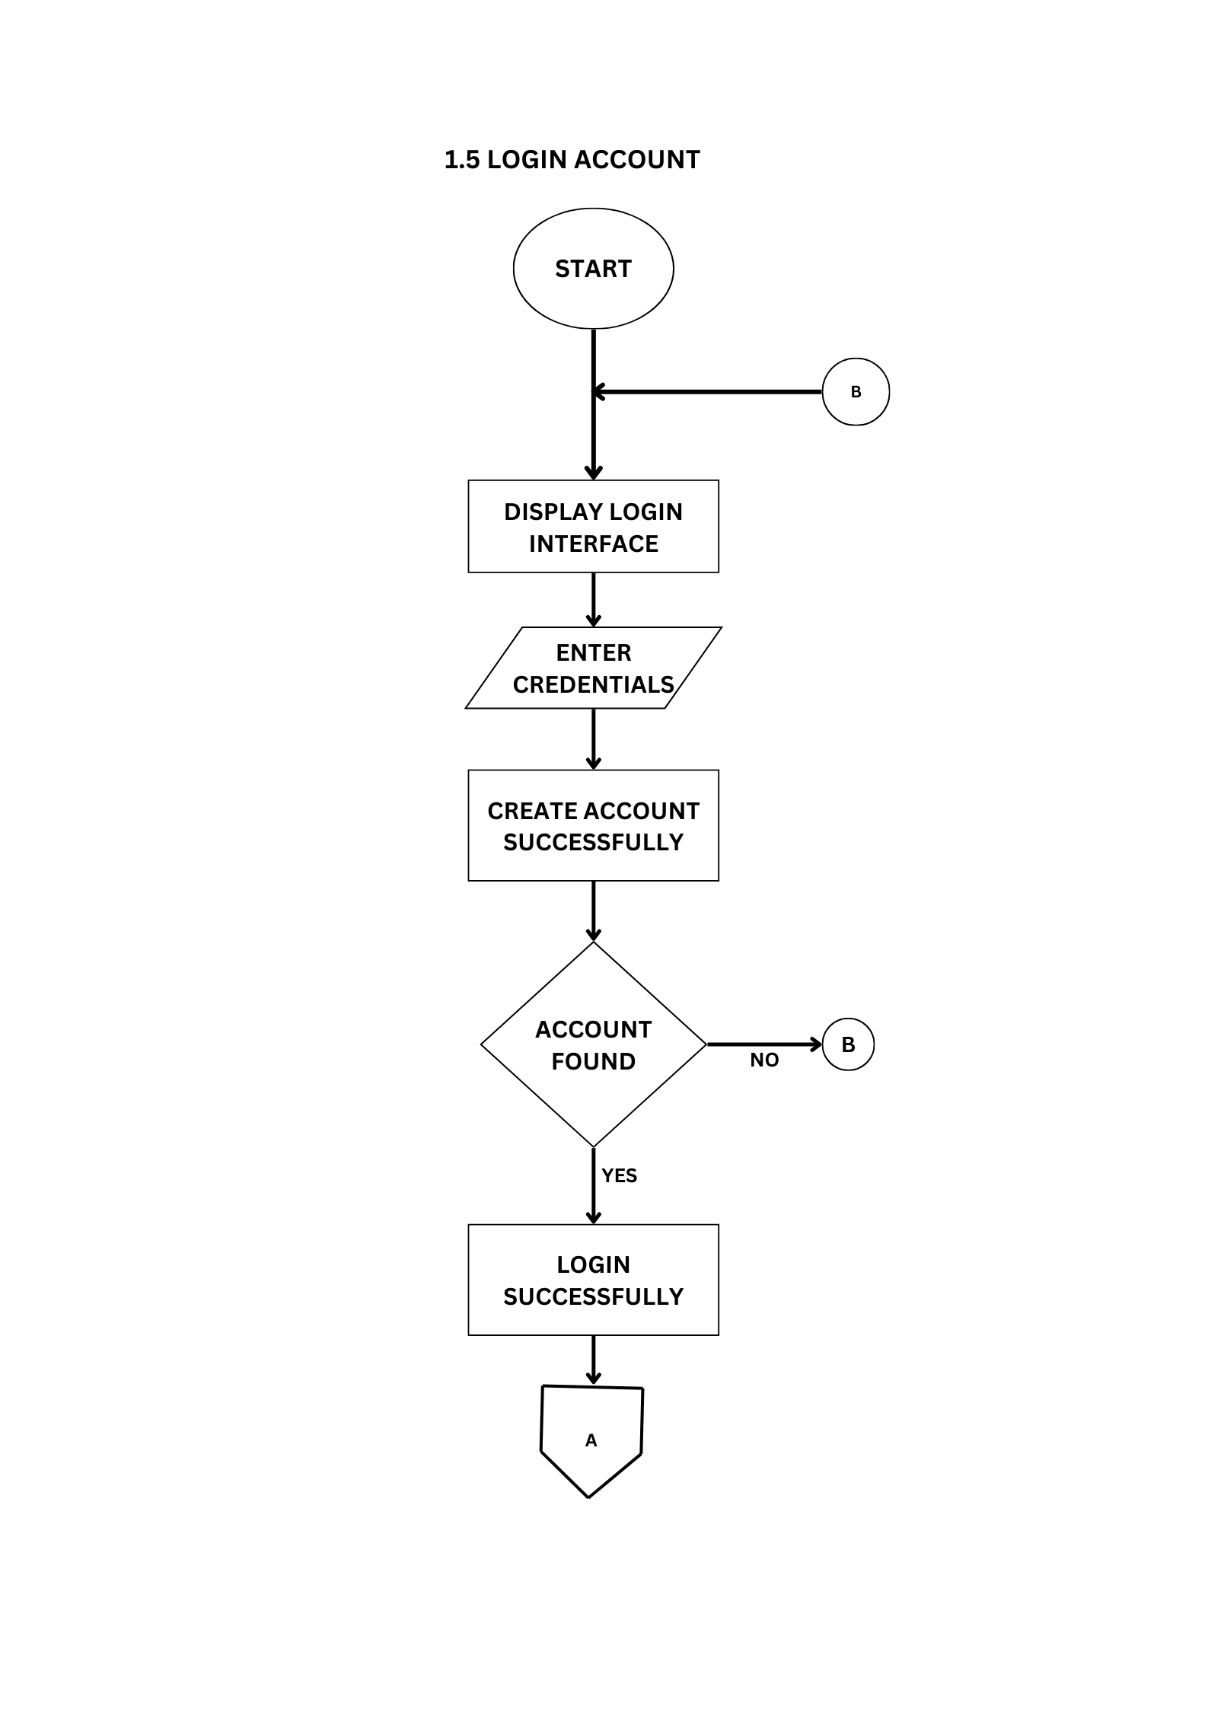 1.5 LOGIN ACCOUNT
START
B
DISPLAY LOGIN
INTERFACE
ENTER
CREDENTIALS
CREATE ACCOUNT
SUCCESSFULLY
ACCOUNT
FOUND
NO
B
YES
LOGIN
SUCCESSFULLY
A